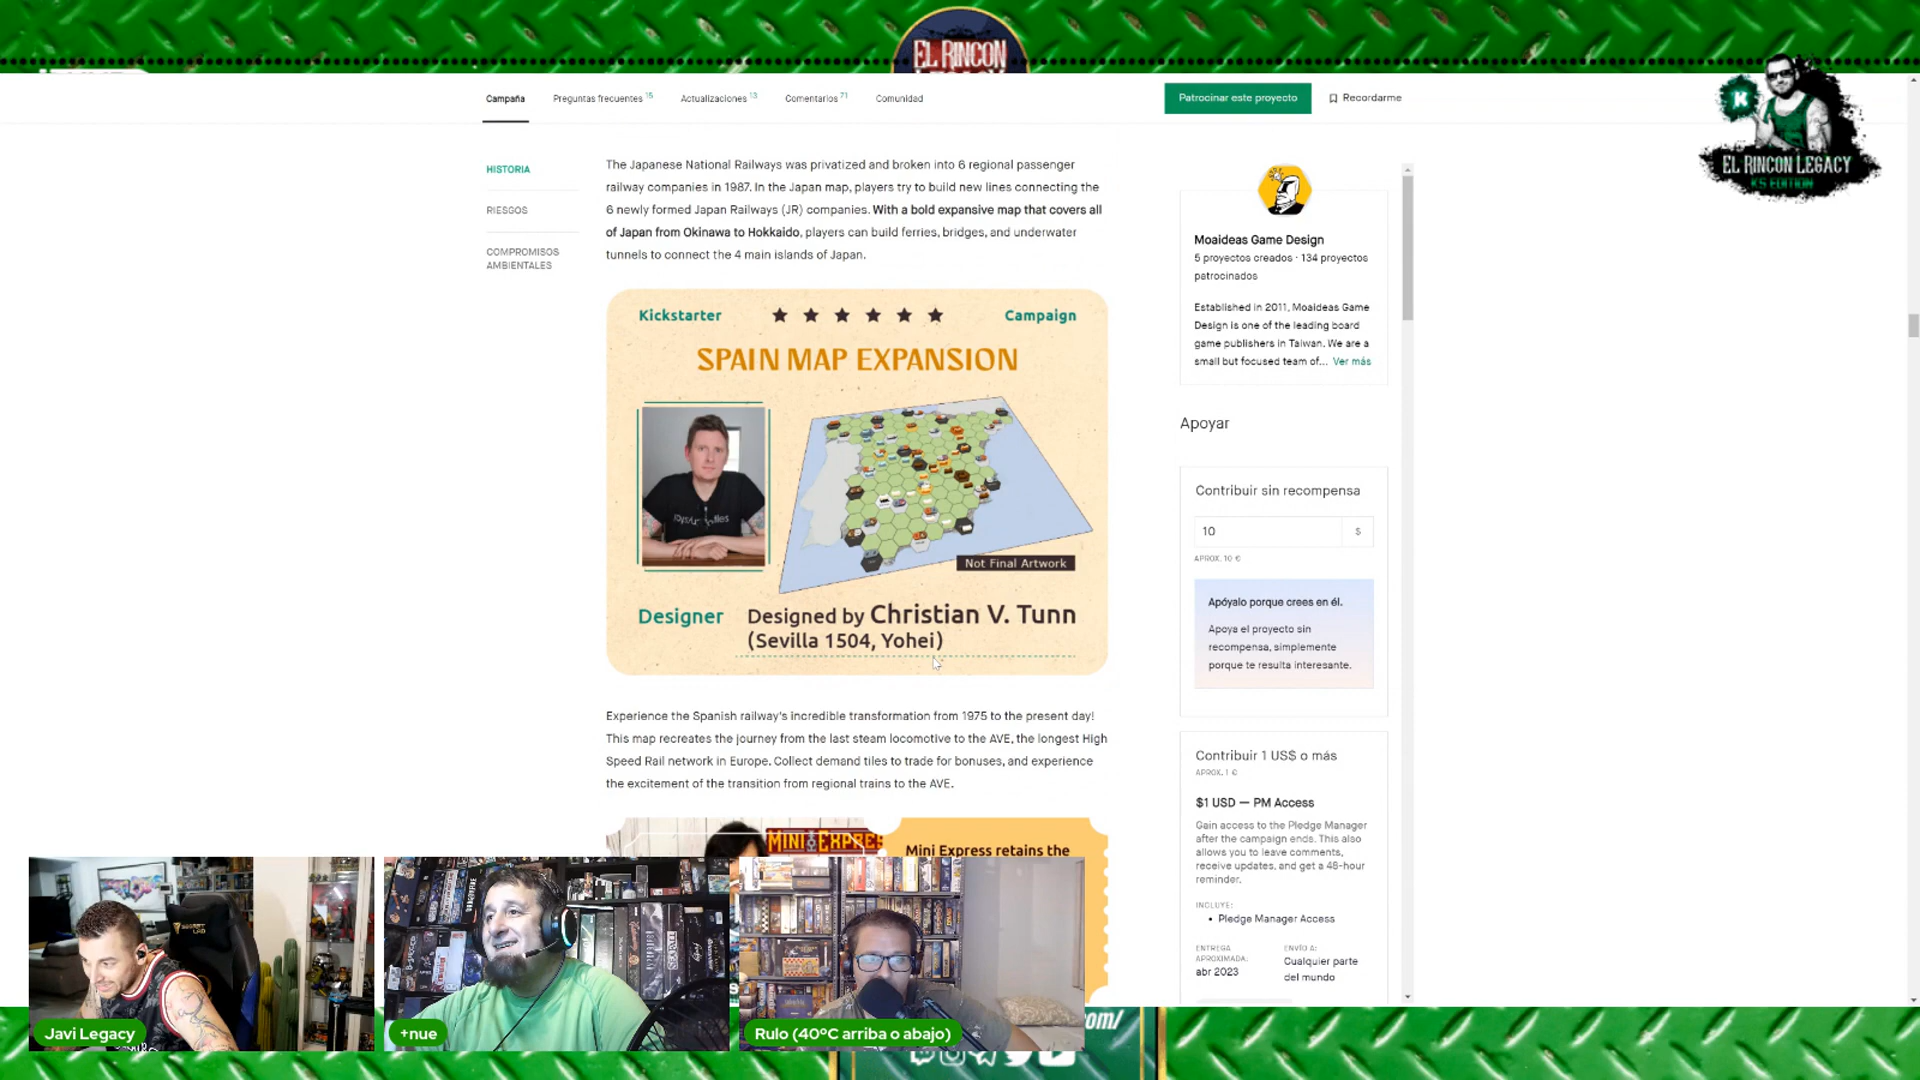 EL RINCON
LEGACY
Campaña
Preguntas frecuentes 15
Actualizaciones 13
Comentarios 71
Comunidad
Patrocinar este proyecto
Recordarme
K
EL RINCON LEGACY
KS EDITION
HISTORIA
RIESGOS
COMPROMISOS
AMBIENTALES
The Japanese National Railways was privatized and broken into 6 regional passenger
railway companies in 1987. In the Japan map, players try to build new lines connecting the
6 newly formed Japan Railways (JR) companies. With a bold expansive map that covers all
of Japan from Okinawa to Hokkaido, players can build ferries, bridges, and underwater
tunnels to connect the 4 main islands of Japan.
Kickstarter
Campaign
SPAIN MAP EXPANSION
Not Final Artwork
Designer
Designed by Christian V. Tunn
(Sevilla 1504, Yohei)
Experience the Spanish railway's incredible transformation from 1975 to the present day!
This map recreates the journey from the last steam locomotive to the AVE, the longest High
Speed Rail network in Europe. Collect demand tiles to trade for bonuses, and experience
the excitement of the transition from regional trains to the AVE.
MINI EXPRESS
Mini Express retains the
Moaideas Game Design
5 proyectos creados · 134 proyectos
patrocinados
Established in 2011, Moaideas Game
Design is one of the leading board
game publishers in Taiwan. We are a
small but focused team of... Ver más
Apoyar
Contribuir sin recompensa
10
$
APROX. 10 €
Apóyalo porque crees en él.
Apoya el proyecto sin
recompensa, simplemente
porque te resulta interesante.
Contribuir 1 US$ o más
APROX. 1 €
$1 USD — PM Access
Gain access to the Pledge Manager
after the campaign ends. This also
allows you to leave comments,
receive updates, and get a 48-hour
reminder.
INCLUYE:
• Pledge Manager Access
ENTREGA
APROXIMADA:
abr 2023
ENVÍO A:
Cualquier parte
del mundo
Javi Legacy
+nue
Rulo (40ºC arriba o abajo)
om/